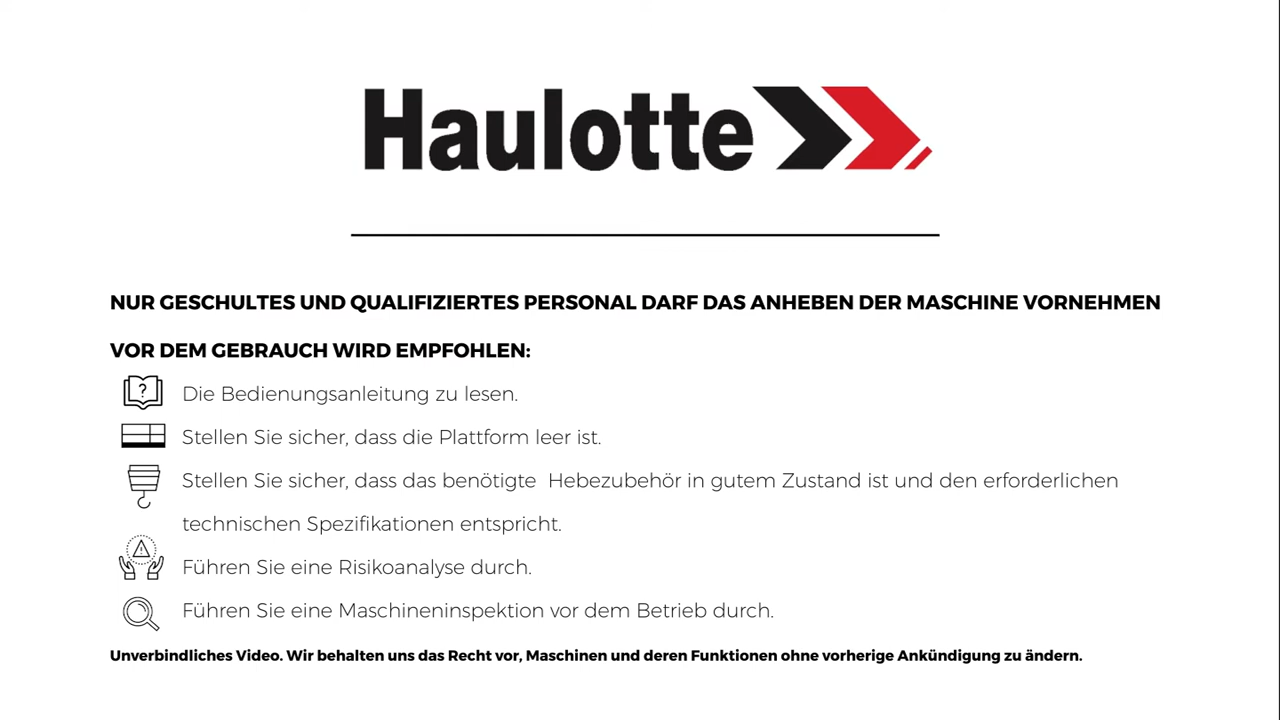 Haulotte
NUR GESCHULTES UND QUALIFIZIERTES PERSONAL DARF DAS ANHEBEN DER MASCHINE VORNEHMEN
VOR DEM GEBRAUCH WIRD EMPFOHLEN:
Die Bedienungsanleitung zu lesen.
Stellen Sie sicher, dass die Plattform leer ist.
Stellen Sie sicher, dass das benötigte  Hebezubehör in gutem Zustand ist und den erforderlichen
technischen Spezifikationen entspricht.
Führen Sie eine Risikoanalyse durch.
Führen Sie eine Maschineninspektion vor dem Betrieb durch.
Unverbindliches Video. Wir behalten uns das Recht vor, Maschinen und deren Funktionen ohne vorherige Ankündigung zu ändern.